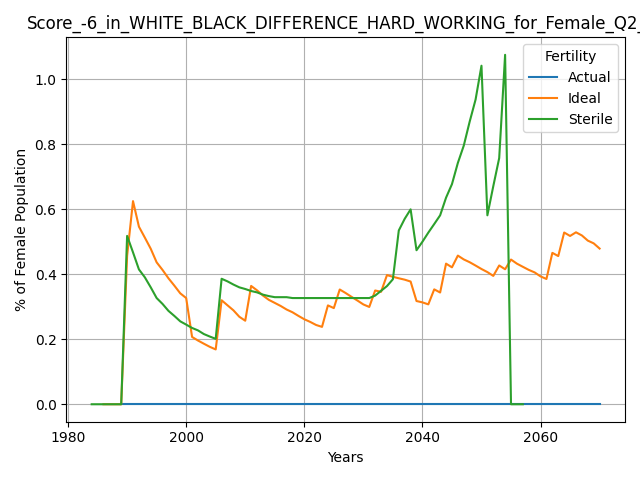 Score_-6_in_WHITE_BLACK_DIFFERENCE_HARD_WORKING_for_Female_Q2_
Fertility
Actual
Ideal
Sterile
% of Female Population
1.0
0.8
0.6
0.4
0.2
0.0
1980
2000
2020
2040
2060
Years